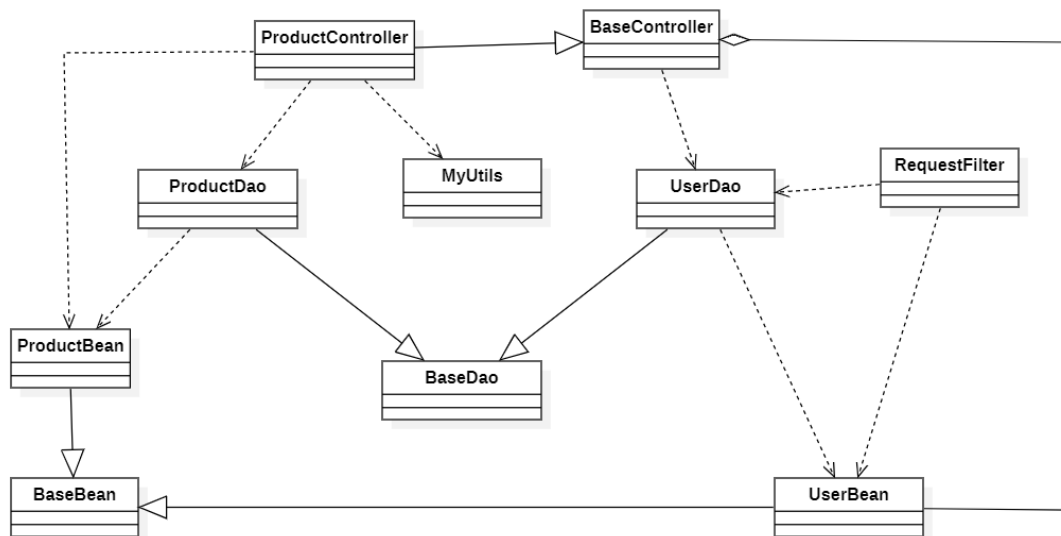 ProductController
BaseController
ProductDao
MyUtils
UserDao
RequestFilter
ProductBean
BaseDao
BaseBean
UserBean